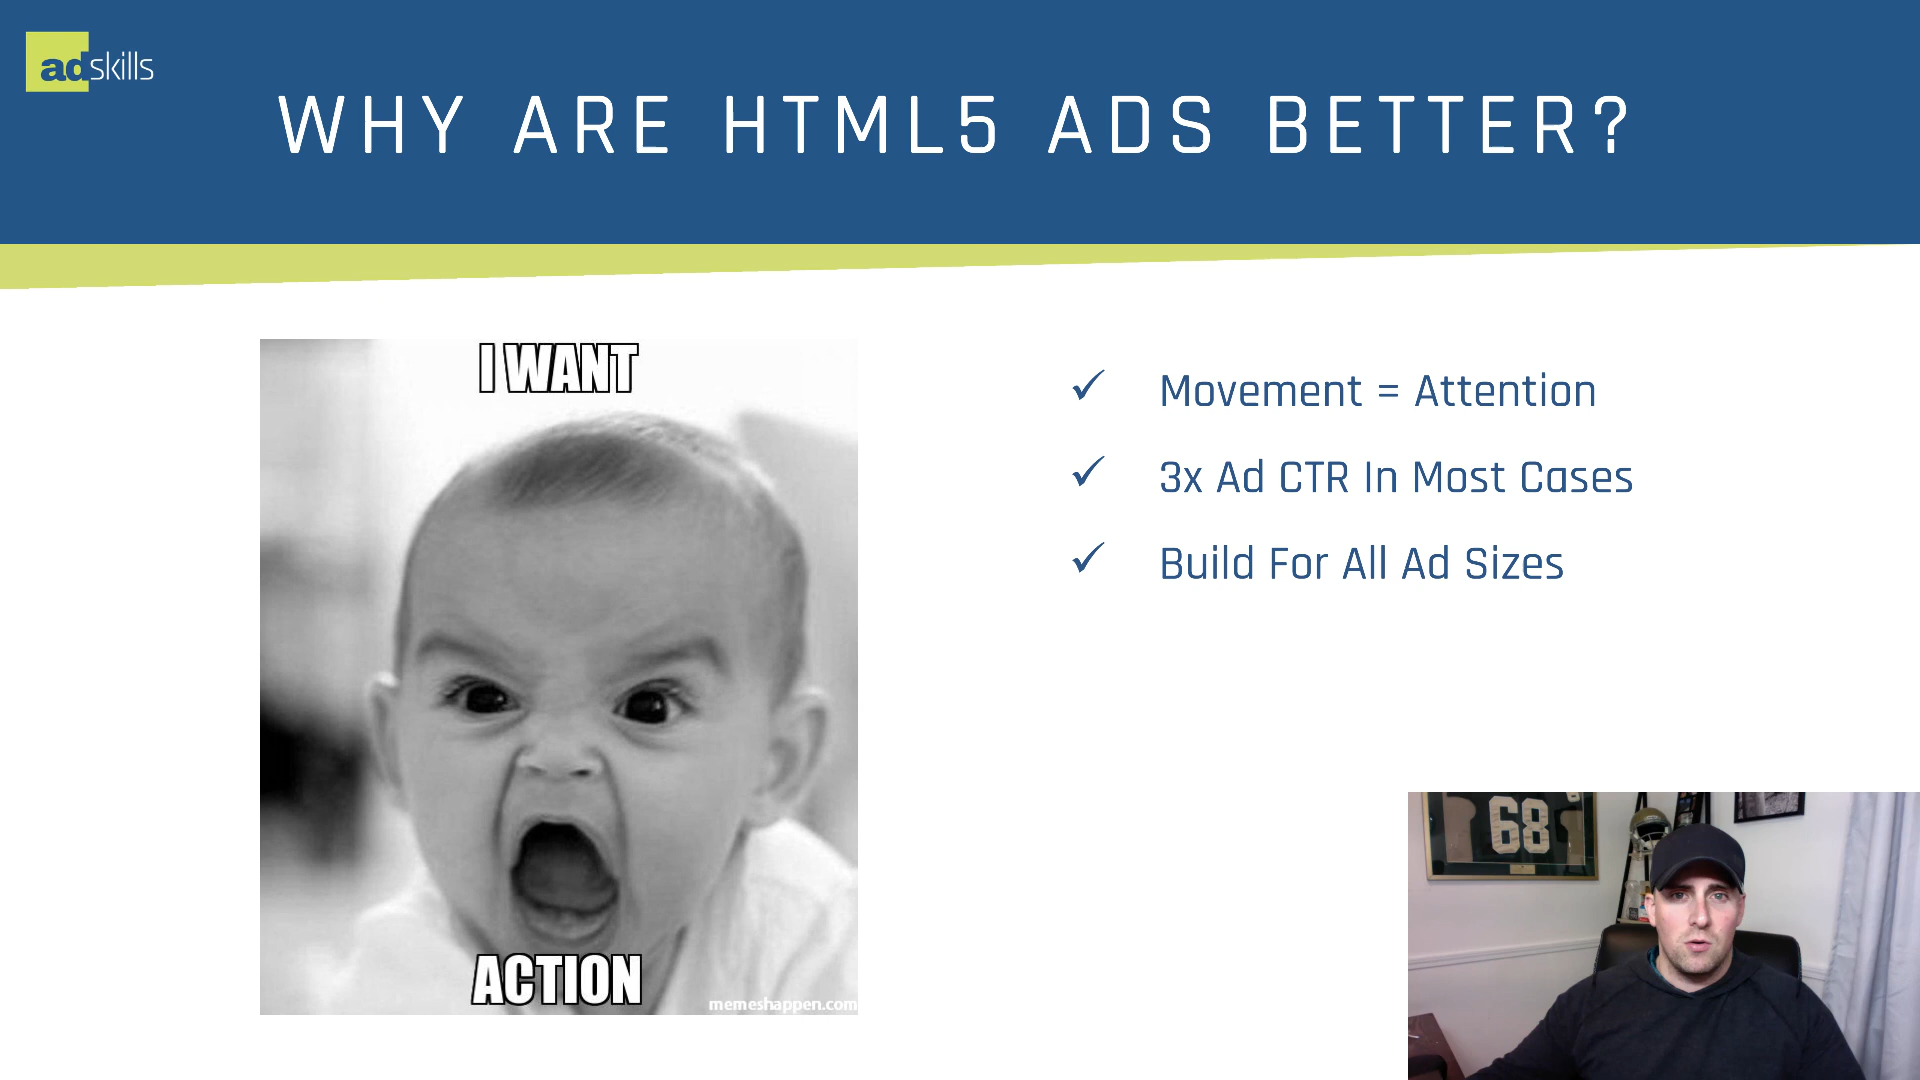 adskills
WHY ARE HTML5 ADS BETTER?
I WANT
ACTION
memeshappen.com
✓ Movement = Attention
✓ 3x Ad CTR In Most Cases
✓ Build For All Ad Sizes
68